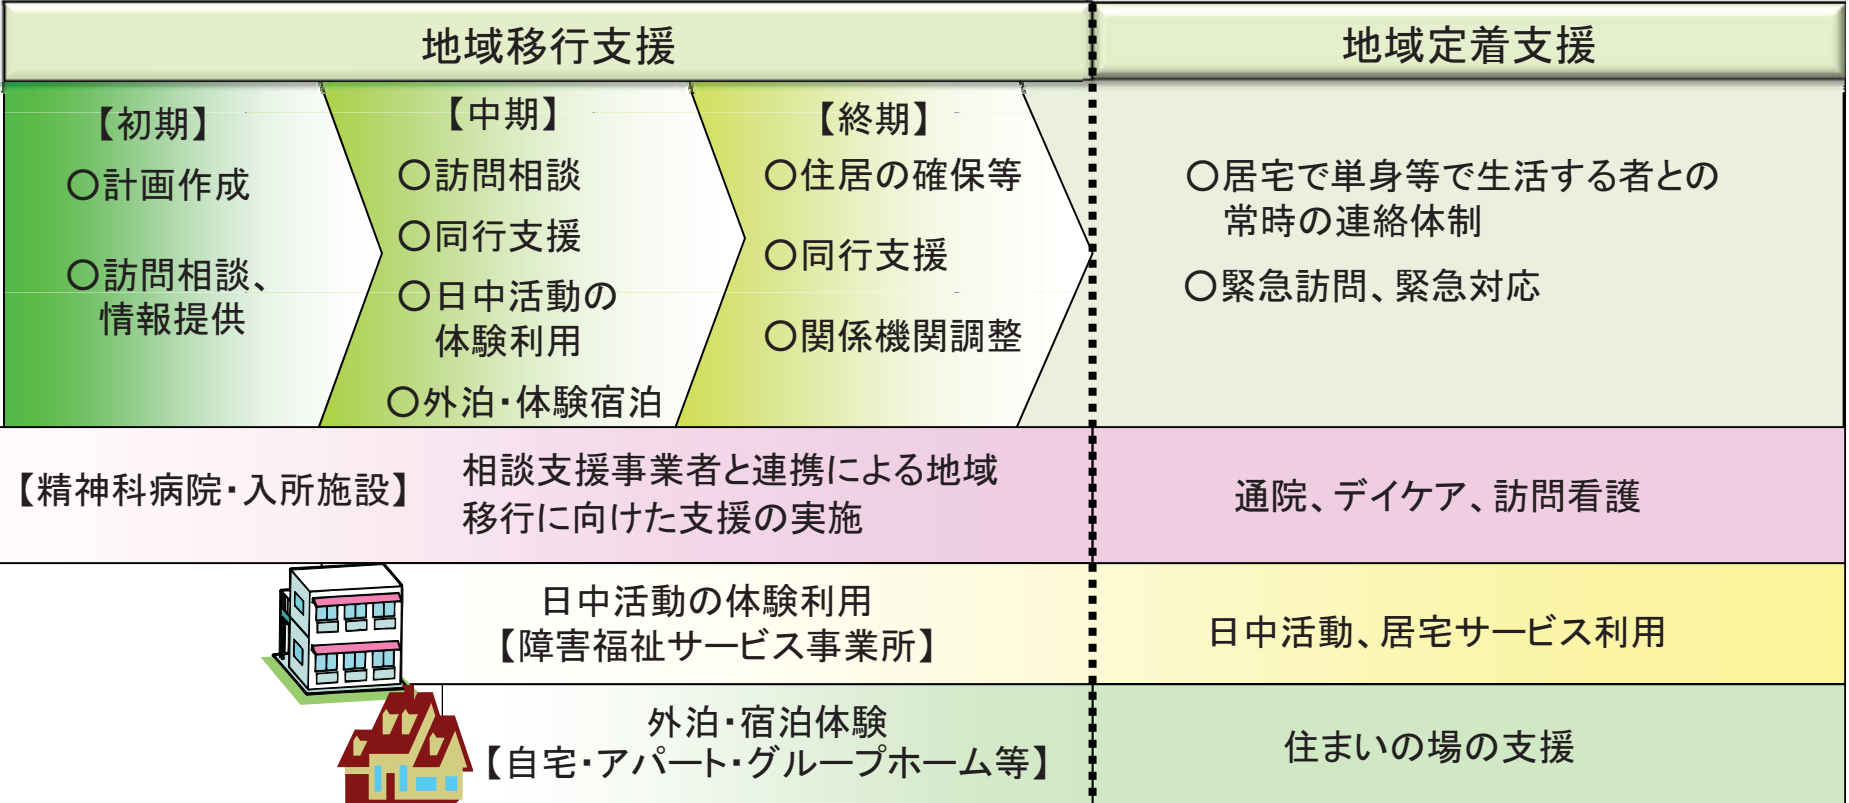 地域移行支援
地域定着支援
【初期】
○計画作成
○訪問相談、
情報提供
【中期】
○訪問相談
○同行支援
○日中活動の
体験利用
○外泊・体験宿泊
【終期】
○住居の確保等
○同行支援
○関係機関調整
○居宅で単身等で生活する者との
常時の連絡体制
○緊急訪問、緊急対応
【精神科病院・入所施設】
相談支援事業者と連携による地域
移行に向けた支援の実施
通院、デイケア、訪問看護
日中活動の体験利用
【障害福祉サービス事業所】
日中活動、居宅サービス利用
外泊・宿泊体験
【自宅・アパート・グループホーム等】
住まいの場の支援